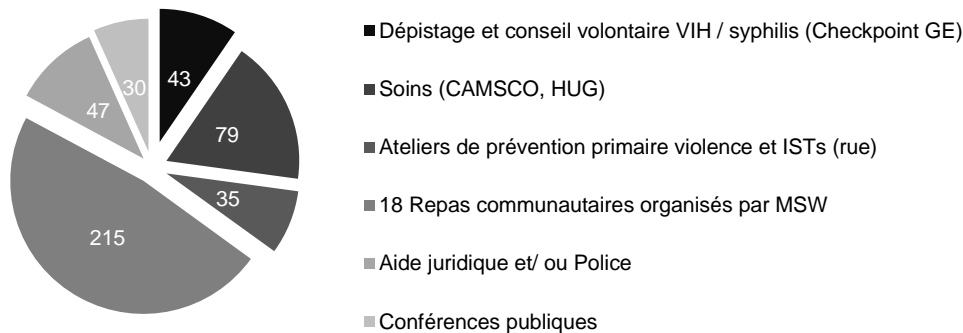 43
79
35
215
47
30
Dépistage et conseil volontaire VIH / syphilis (Checkpoint GE)
Soins (CAMSCO, HUG)
Ateliers de prévention primaire violence et ISTs (rue)
18 Repas communautaires organisés par MSW
Aide juridique et/ ou Police
Conférences publiques